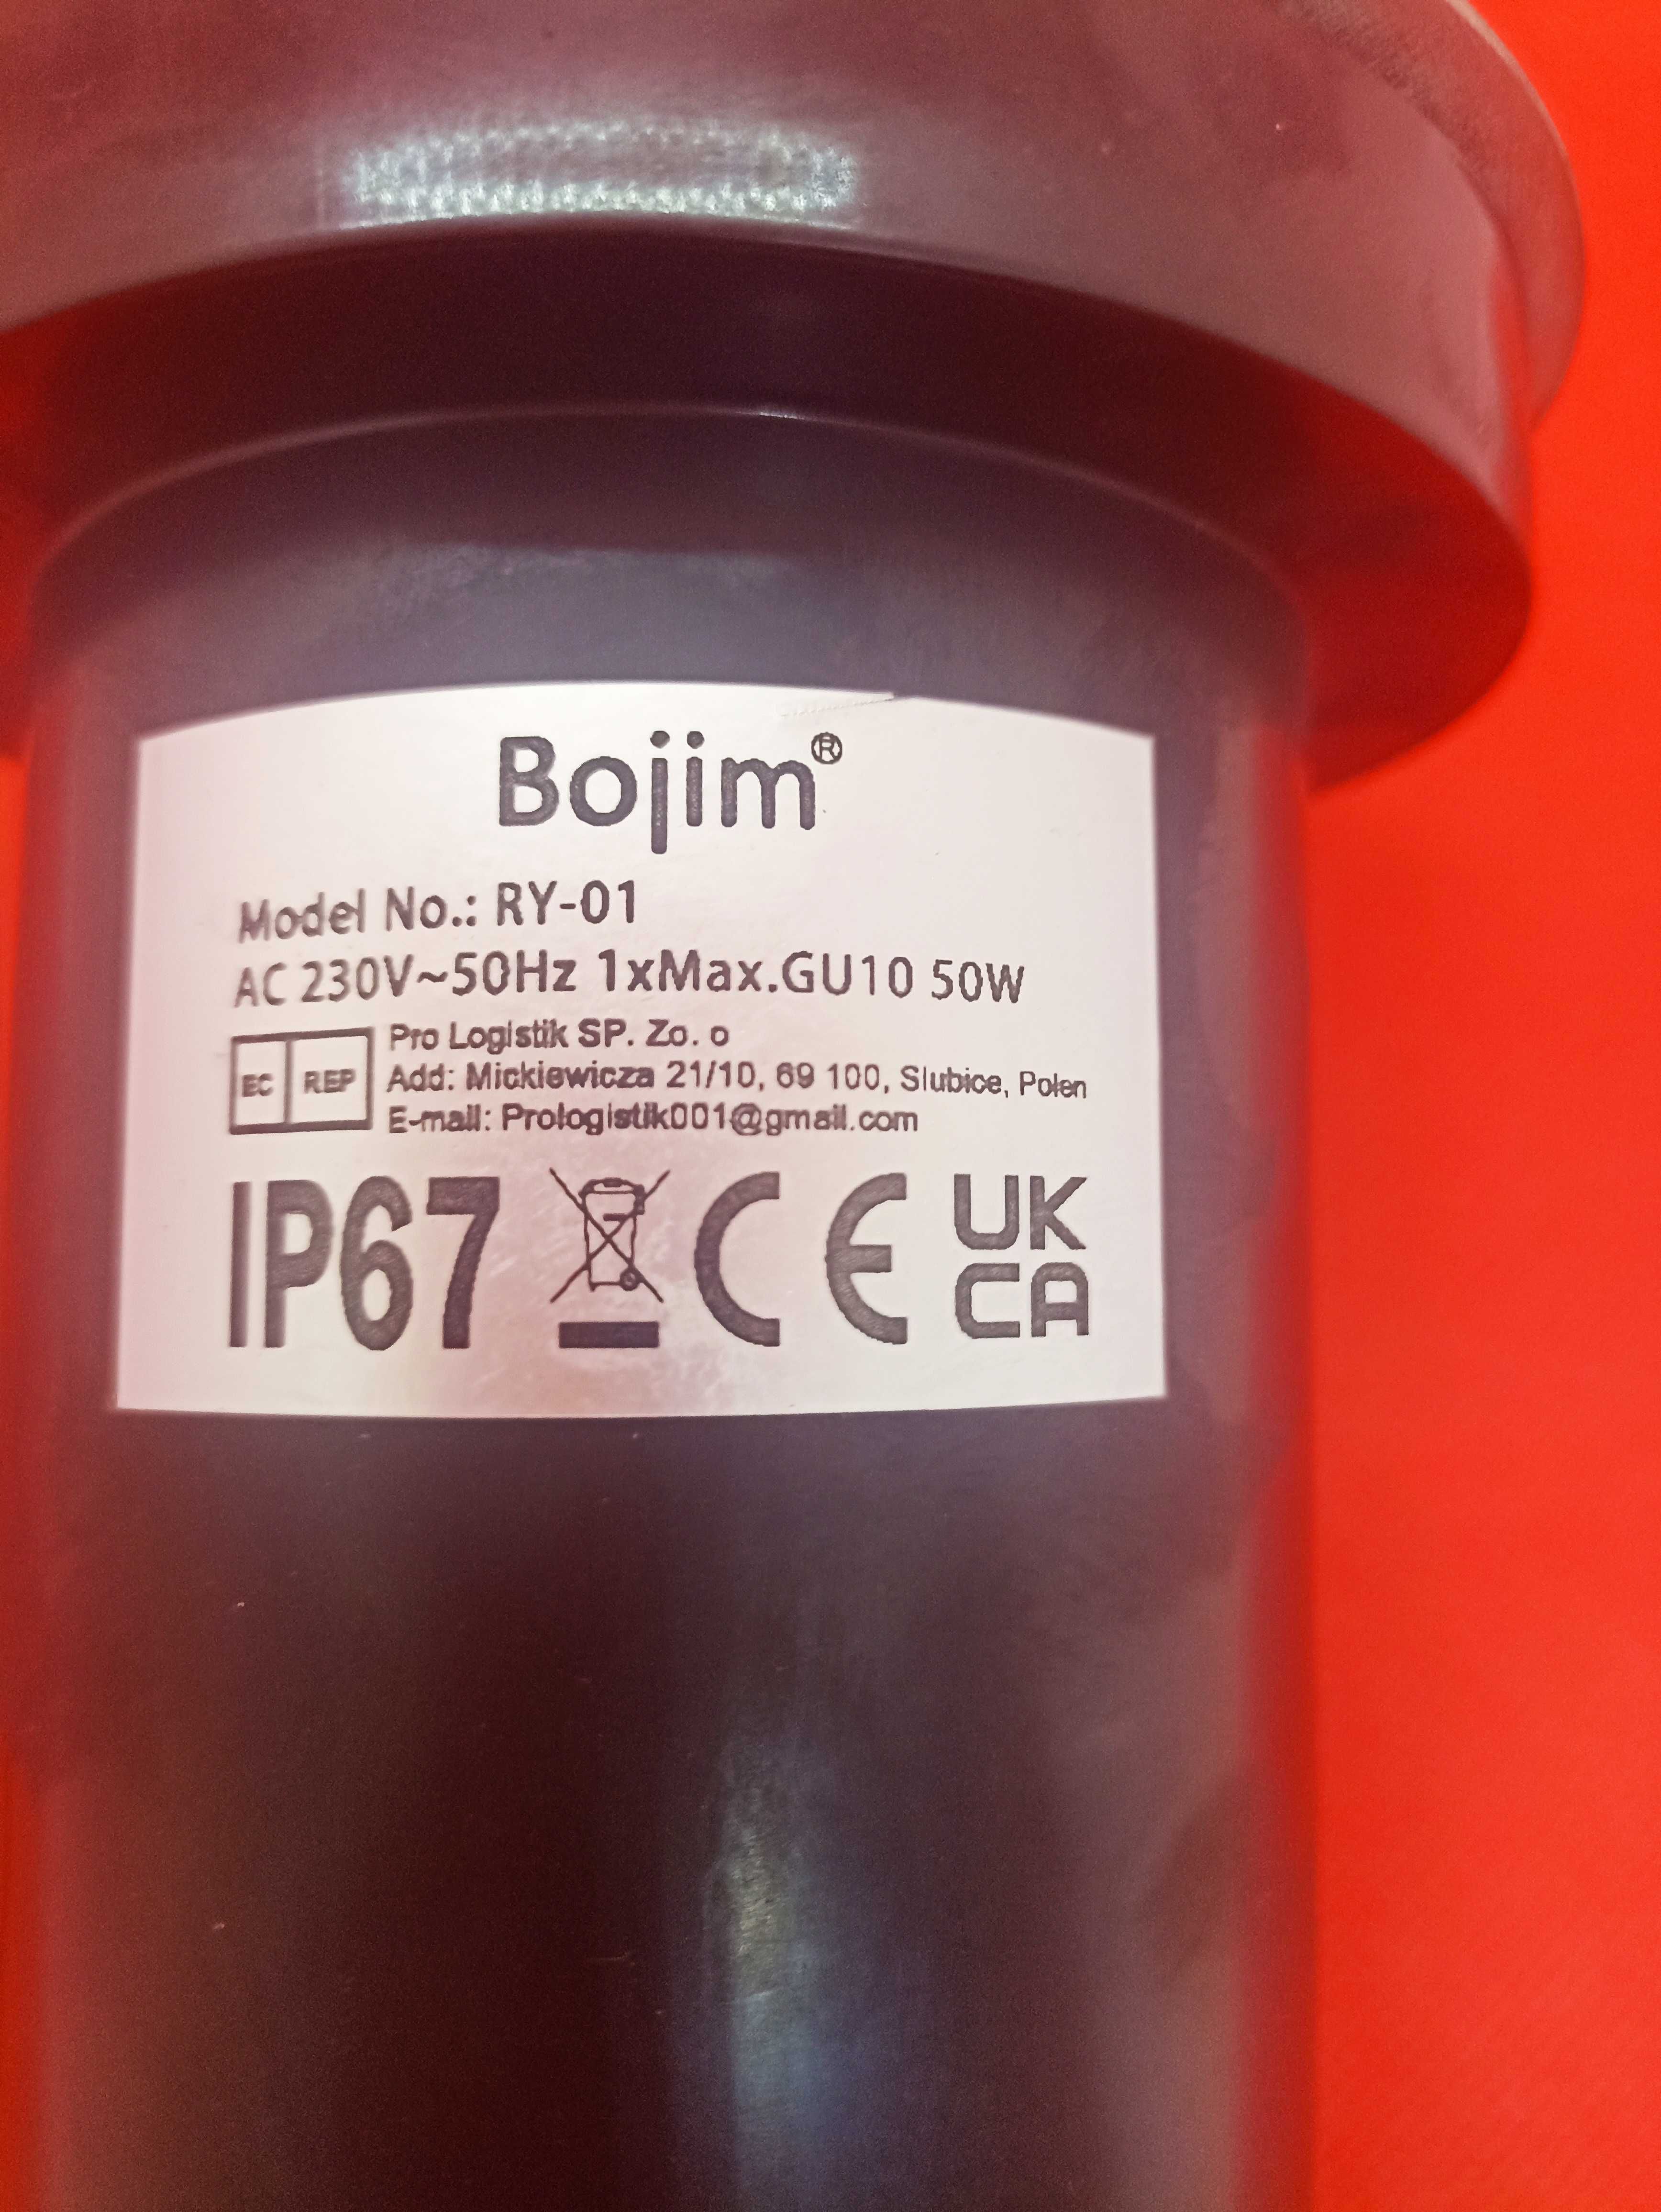 Bojim®
Model No.: RY-01
AC 230V~50Hz 1xMax.GU10 50W
EC REP
Pro Logistik SP. Zo. o
Add: Mickiewicza 21/10, 69 100, Slubice, Polen
E-mail: Prologistik001@gmail.com
IP67 CE UK
CA